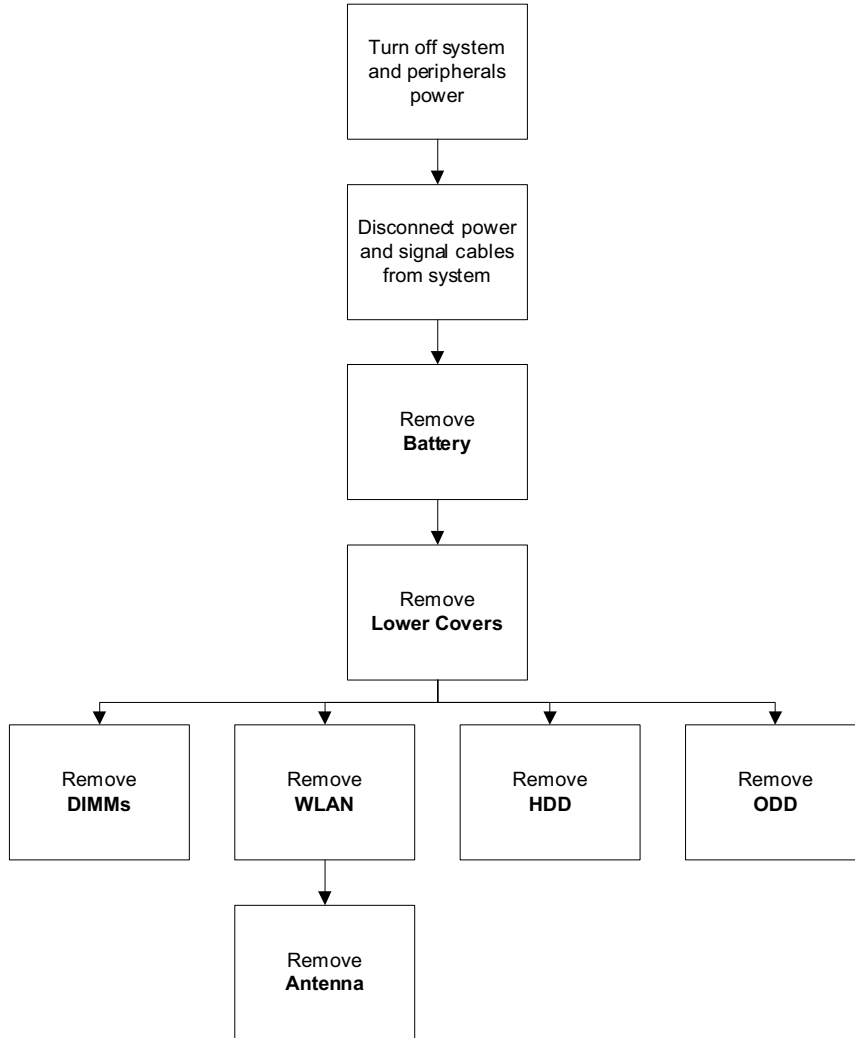 Turn off system
and peripherals
power
Disconnect power
and signal cables
from system
Remove
Battery
Remove
Lower Covers
Remove
DIMMs
Remove
WLAN
Remove
HDD
Remove
ODD
Remove
Antenna